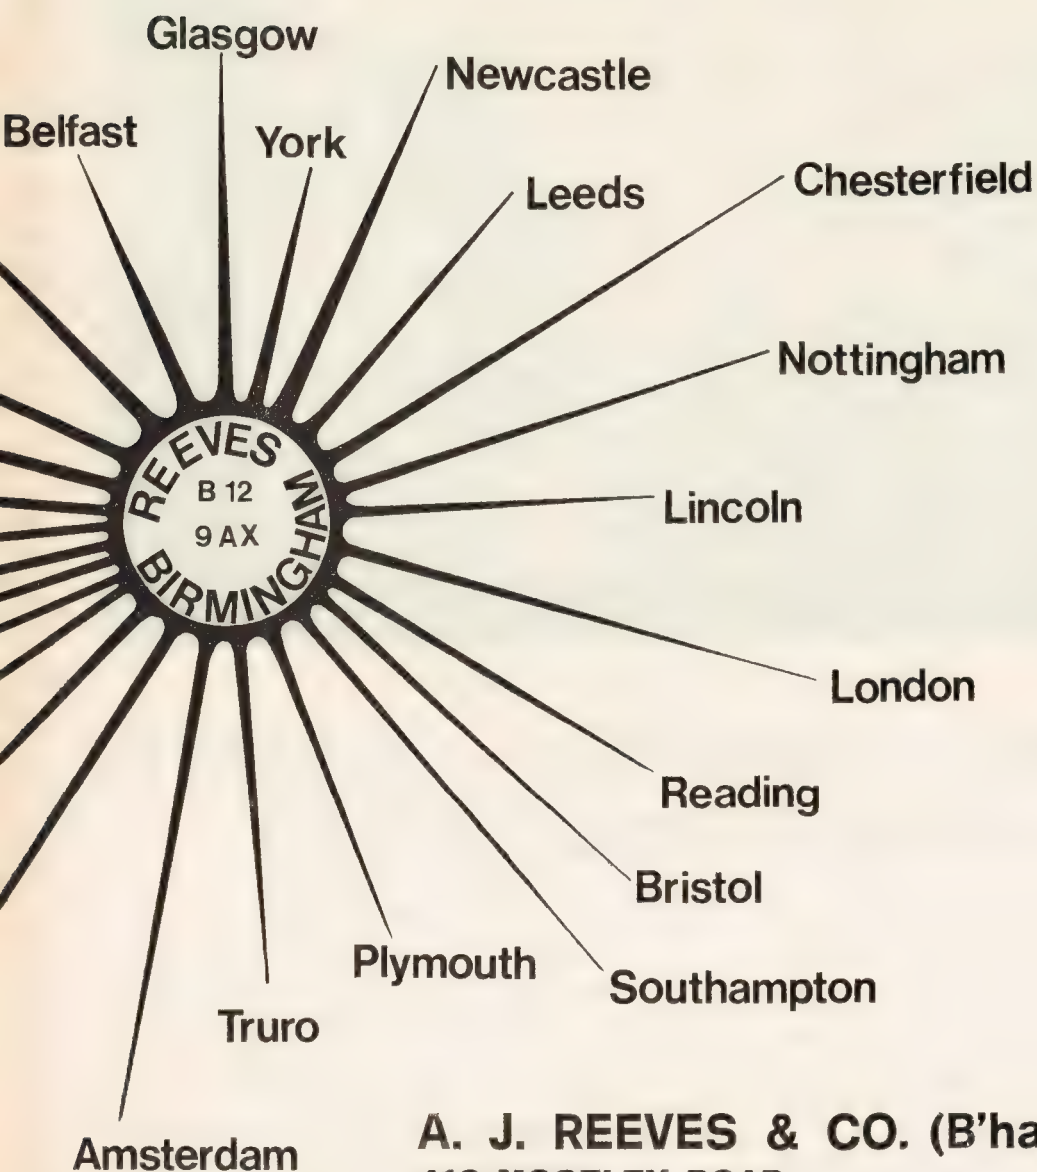 Glasgow
Newcastle
Belfast
York
Leeds
Chesterfield
Nottingham
REEVES
B 12
9 AX
BIRMINGHAM
Lincoln
London
Reading
Bristol
Plymouth
Southampton
Truro
Amsterdam
A. J. REEVES & CO. (B'ha